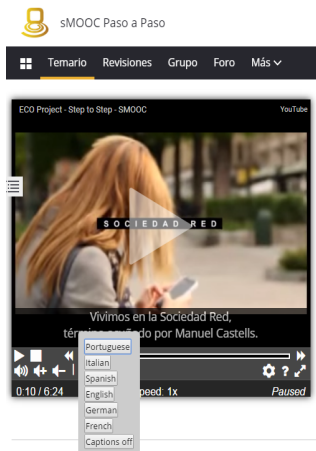 sMOOC Paso a Paso
Temario Revisiones Grupo Foro Más
ECO Project - Step to Step - SMOOC YouTube
SOCIEDAD RED
Vivimos en la Sociedad Red,
por Manuel Castells.
Portuguese
Italian
Spanish
English
German
French
Captions off
0:10 / 6:24 peed: 1x Paused